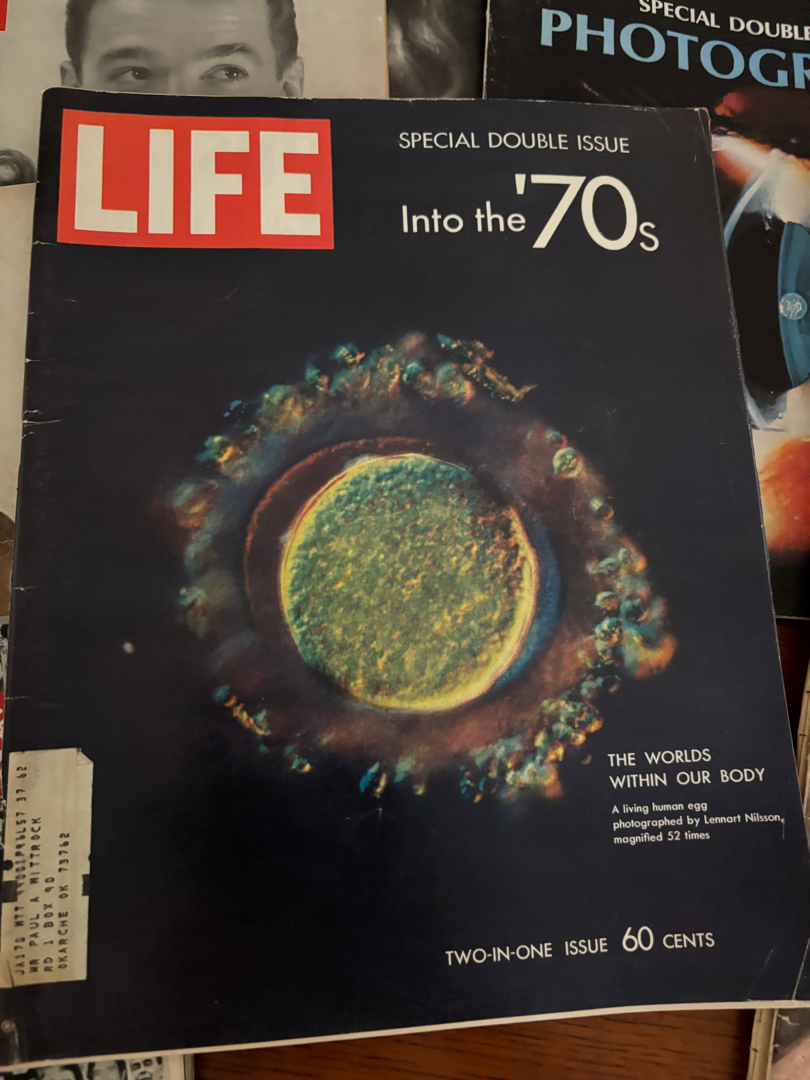 SPECIAL DOUBLE
PHOTOGR
LIFE
SPECIAL DOUBLE ISSUE
Into the '70s
THE WORLDS
WITHIN OUR BODY
A living human egg
photographed by Lennart Nilsson,
magnified 52 times
TWO-IN-ONE ISSUE 60 CENTS
MR PAUL A WITTROCK
RD 1 BOX 9D
OKARCHE OK 73762